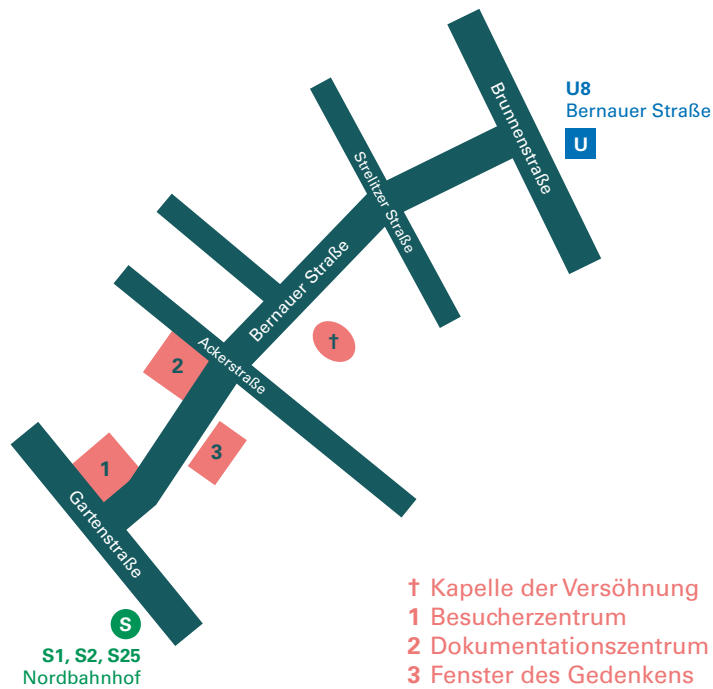 U8
Bernauer Straße
U
Brunnenstraße
Strelitzer Straße
Bernauer Straße
†
Ackerstraße
2
3
1
Gartenstraße
S
S1, S2, S25
Nordbahnhof
† Kapelle der Versöhnung
1 Besucherzentrum
2 Dokumentationszentrum
3 Fenster des Gedenkens